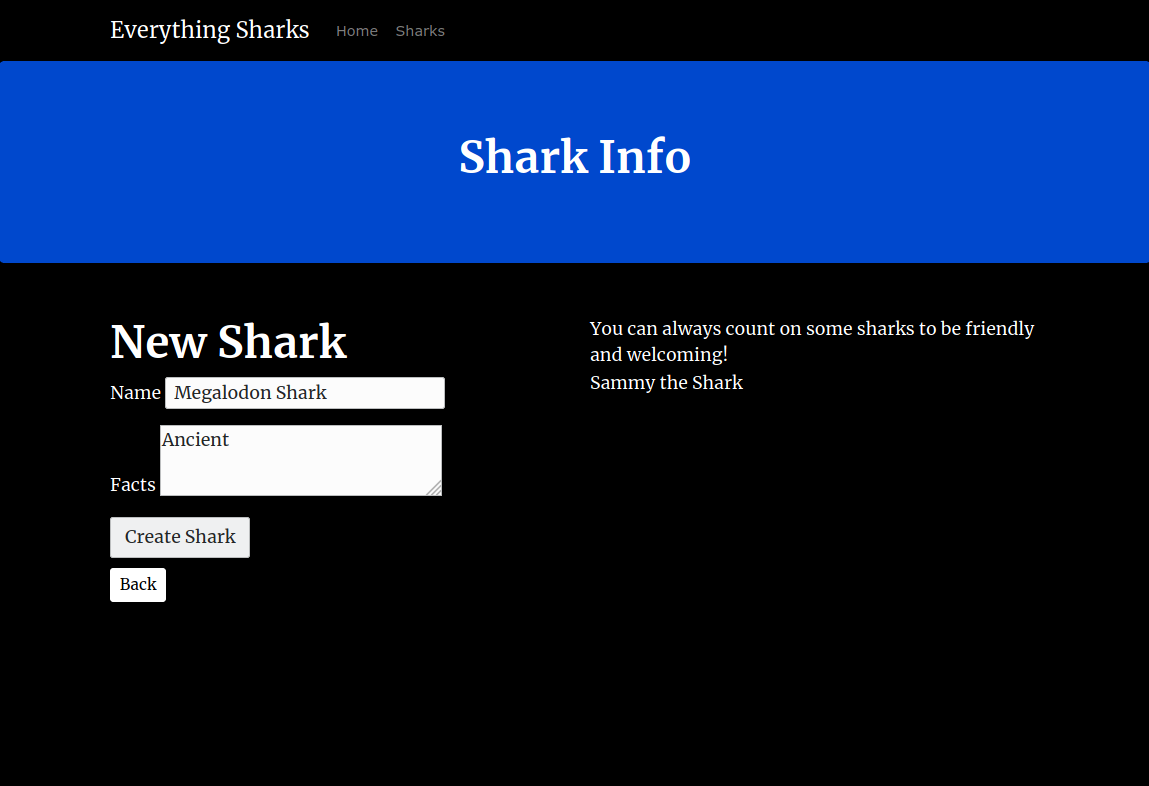 Everything Sharks Home Sharks
Shark Info
New Shark
Name Megalodon Shark
Facts Ancient
Create Shark
Back
You can always count on some sharks to be friendly
and welcoming!
Sammy the Shark